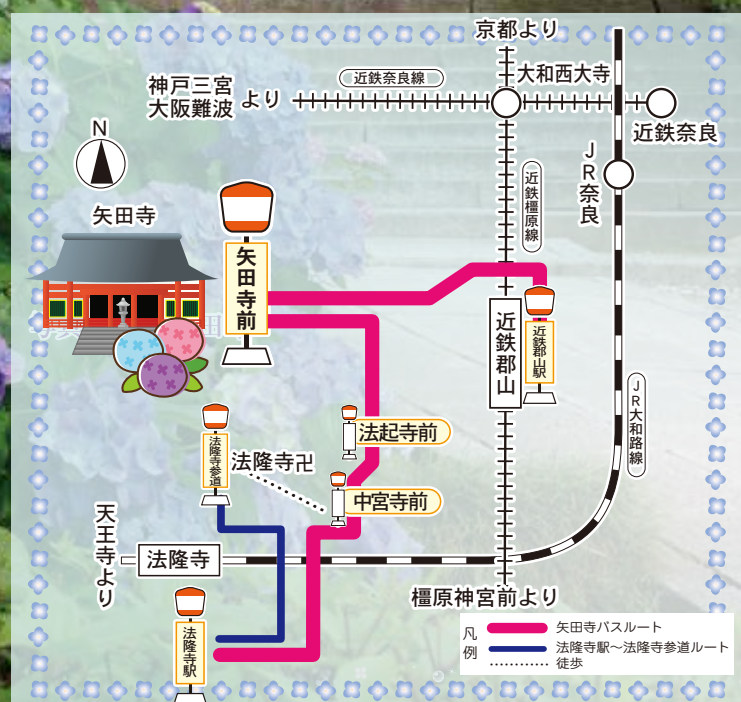 京都より
近鉄奈良線
大和西大寺
神戸三宮
大阪難波
より
近鉄奈良
N
JR奈良
近鉄橿原線
矢田寺
矢田寺前
近鉄郡山
近鉄郡山駅
JR大和路線
法起寺前
法隆寺参道
法隆寺卍
中宮寺前
天王寺より
法隆寺
橿原神宮前より
法隆寺駅
凡例
矢田寺バスルート
法隆寺駅~法隆寺参道ルート
徒歩